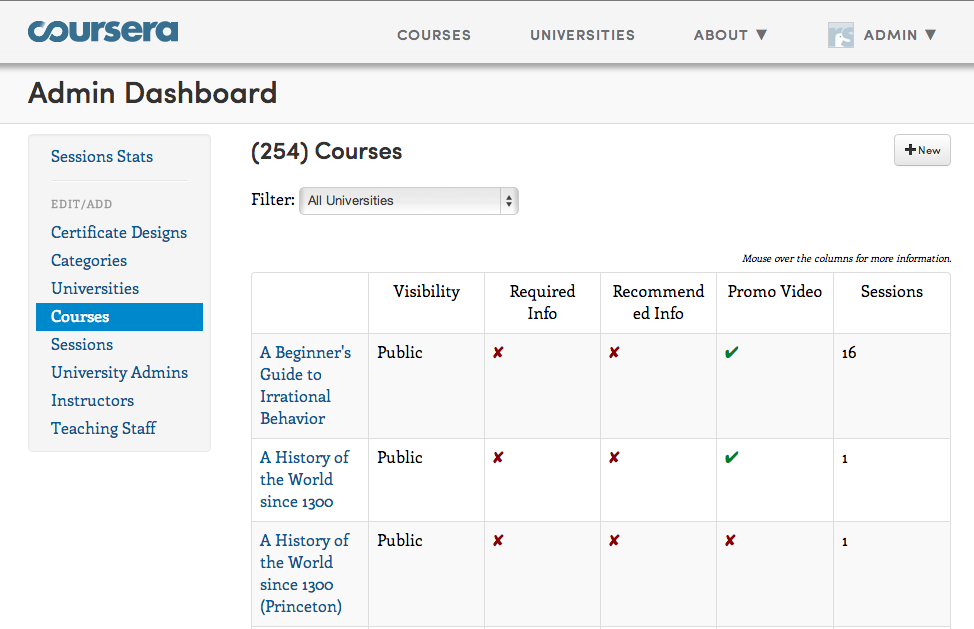 coursera
COURSES UNIVERSITIES ABOUT ▼ ADMIN ▼
Admin Dashboard
Sessions Stats
EDIT/ADD
Certificate Designs
Categories
Universities
Courses
Sessions
University Admins
Instructors
Teaching Staff
(254) Courses
+New
Filter: All Universities
Mouse over the columns for more information.
Visibility Required Recommend Promo Video Sessions
Info ed Info
A Beginner's Public ✘ ✘ ✔ 16
Guide to
Irrational
Behavior
A History of Public ✘ ✘ ✔ 1
the World
since 1300
A History of Public ✘ ✘ ✘ 1
the World
since 1300
(Princeton)